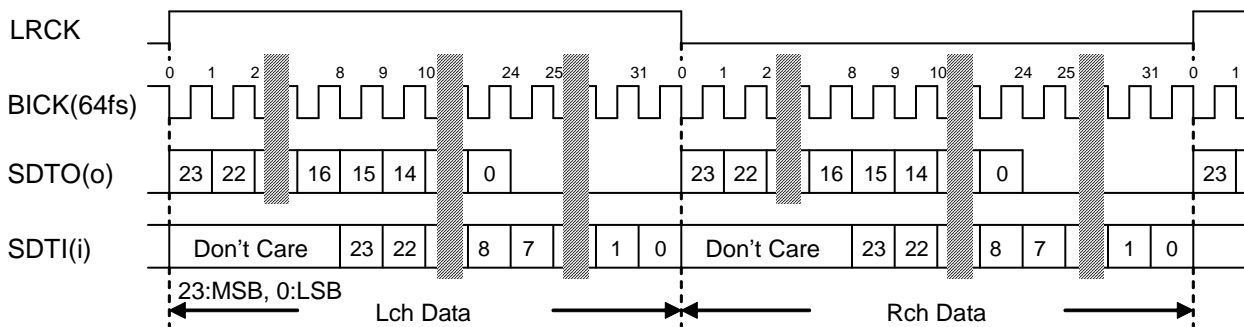 LRCK
0 1 2 8 9 10 24 25 31 0 1 2 8 9 10 24 25 31 0 1
BICK(64fs)
SDTO(o) 23 22 16 15 14 0 23 22 16 15 14 0 23
SDTI(i) Don't Care 23 22 8 7 1 0 Don't Care 23 22 8 7 1 0
23:MSB, 0:LSB
Lch Data Rch Data